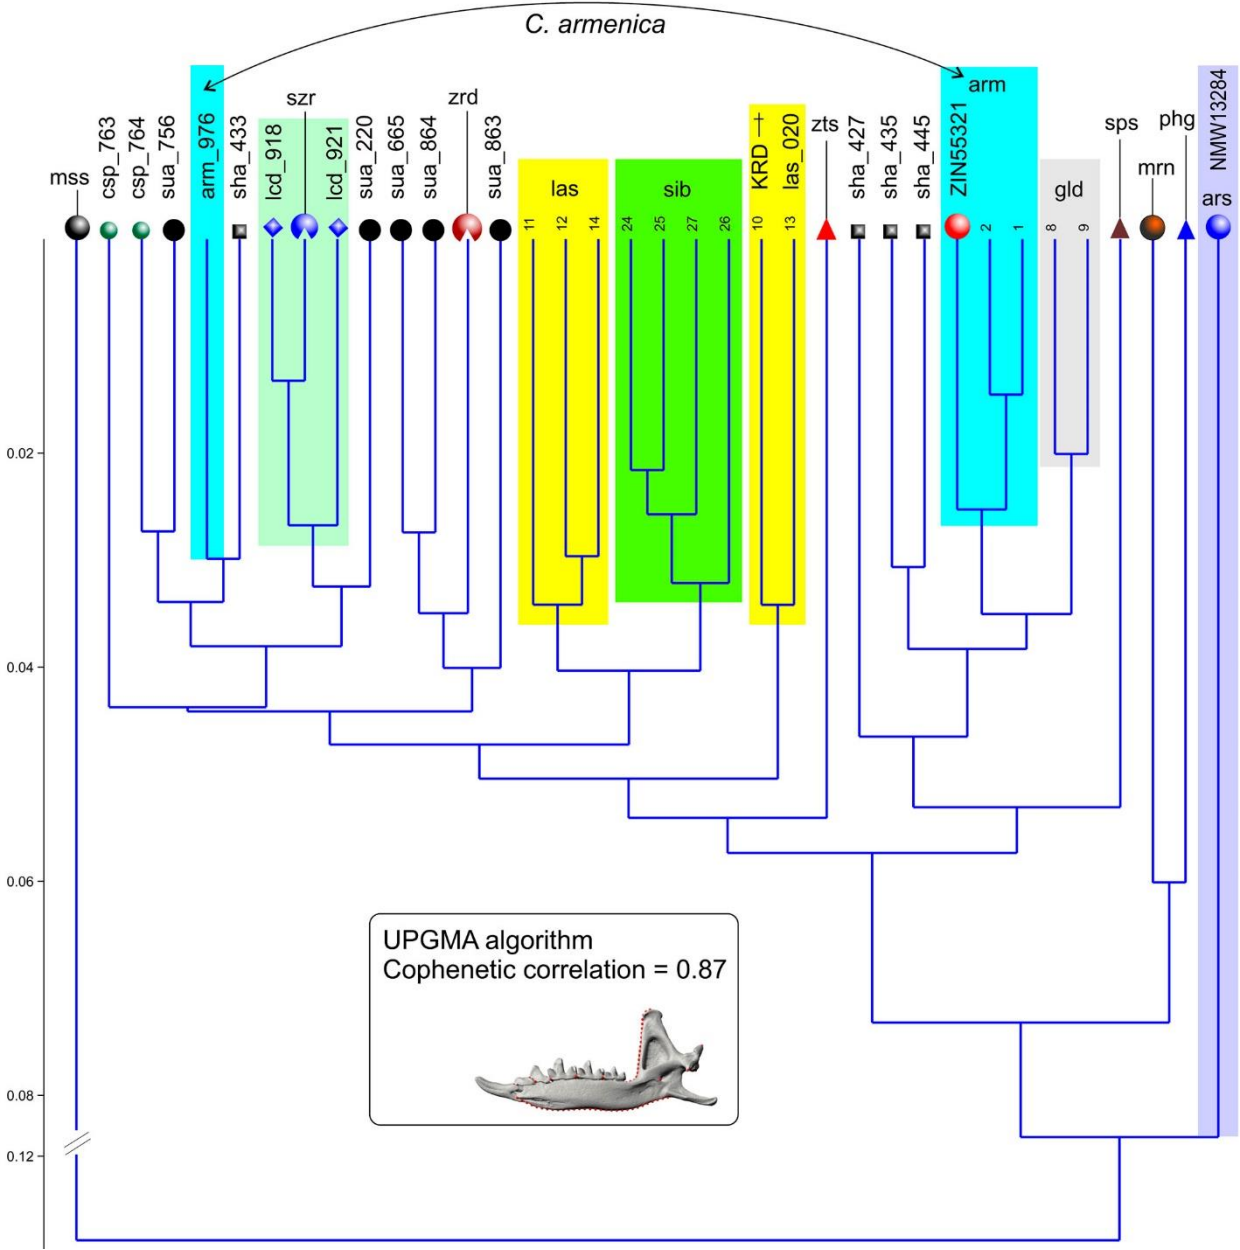 C. armenica
mss
csp_763
csp_764
sua_756
arm_976
sha_433
lcd_918
szr
lcd_921
sua_220
sua_665
sua_864
zrd
sua_863
las
11
12
14
sib
24
25
27
26
KRD †
10
las_020
13
zts
sha_427
sha_435
sha_445
arm
ZIN55321
2
1
gld
8
9
sps
mrn
phg
NMW13284
ars
0.02
0.04
0.06
0.08
0.12
UPGMA algorithm
Cophenetic correlation = 0.87